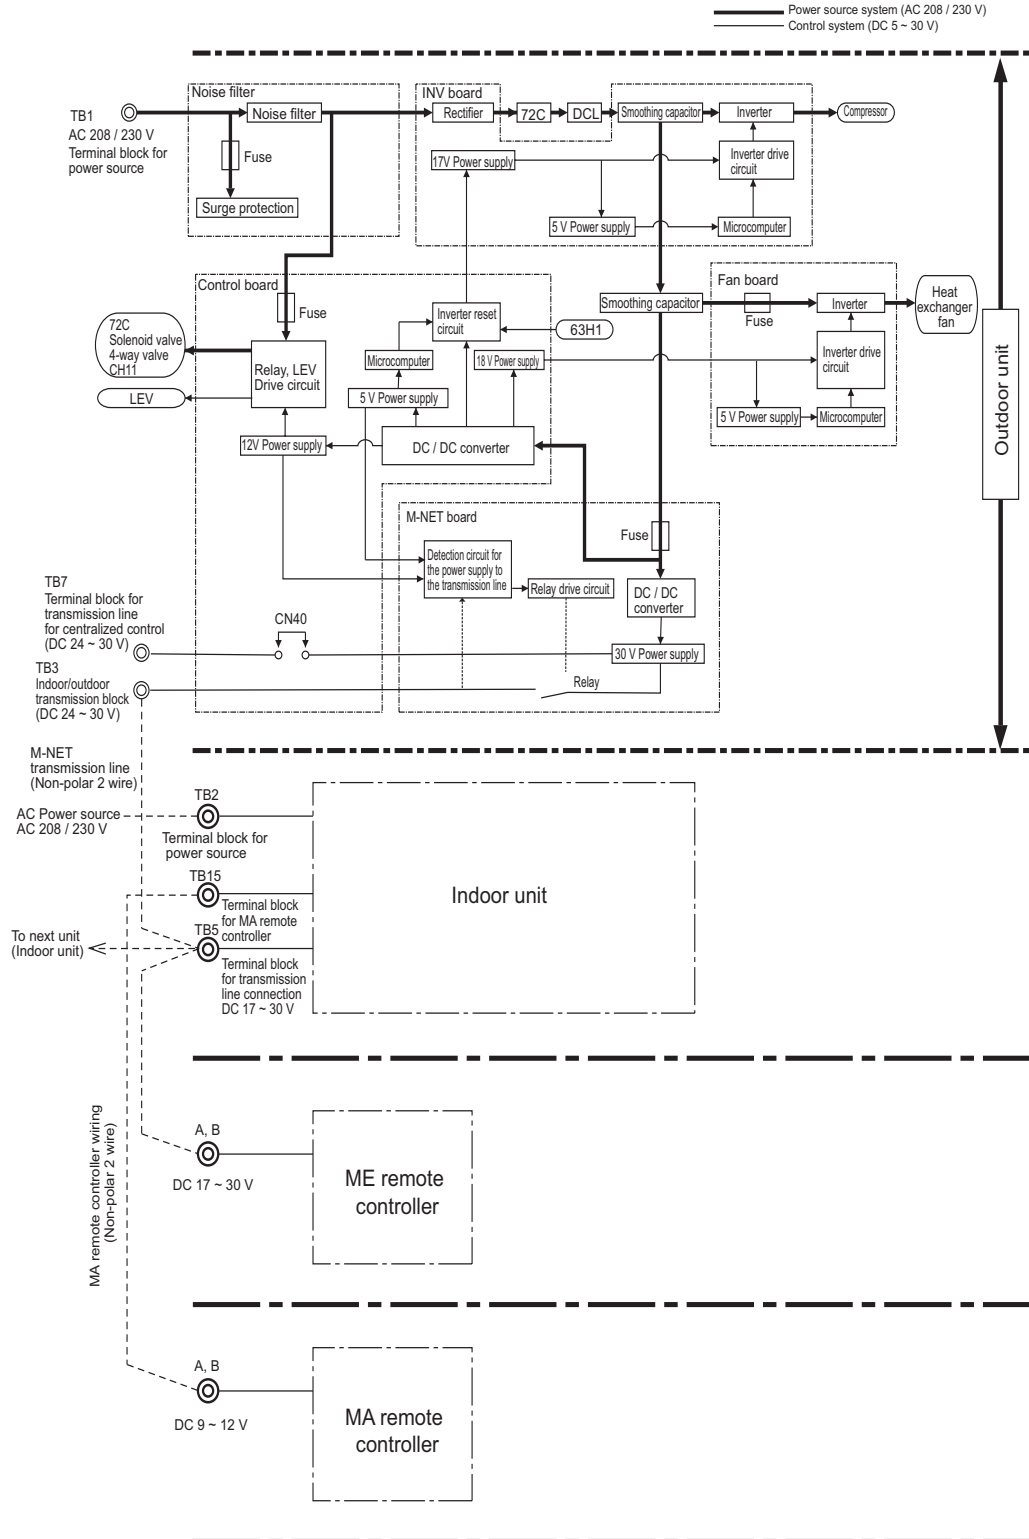 Power source system (AC 208 / 230 V)
Control system (DC 5 ~ 30 V)
Noise filter
INV board
TB1
AC 208 / 230 V
Terminal block for
power source
Noise filter
Rectifier
72C
DCL
Smoothing capacitor
Inverter
Compressor
Fuse
Surge protection
17V Power supply
Inverter drive
circuit
5 V Power supply
Microcomputer
Control board
Fuse
Inverter reset
circuit
63H1
Smoothing capacitor
Fan board
Fuse
Inverter
Heat
exchanger
fan
72C
Solenoid valve
4-way valve
CH11
LEV
Relay, LEV
Drive circuit
Microcomputer
18 V Power supply
5 V Power supply
Inverter drive
circuit
5 V Power supply
Microcomputer
12V Power supply
DC / DC converter
Outdoor unit
M-NET board
Fuse
Detection circuit for
the power supply to
the transmission line
Relay drive circuit
DC / DC
converter
TB7
Terminal block for
transmission line
for centralized control
(DC 24 ~ 30 V)
CN40
30 V Power supply
TB3
Indoor/outdoor
transmission block
(DC 24 ~ 30 V)
Relay
M-NET
transmission line
(Non-polar 2 wire)
AC Power source
AC 208 / 230 V
TB2
Terminal block for
power source
TB15
Terminal block
for MA remote
controller
Indoor unit
To next unit
(Indoor unit)
TB5
Terminal block
for transmission
line connection
DC 17 ~ 30 V
MA remote controller wiring
(Non-polar 2 wire)
A, B
DC 17 ~ 30 V
ME remote
controller
A, B
DC 9 ~ 12 V
MA remote
controller